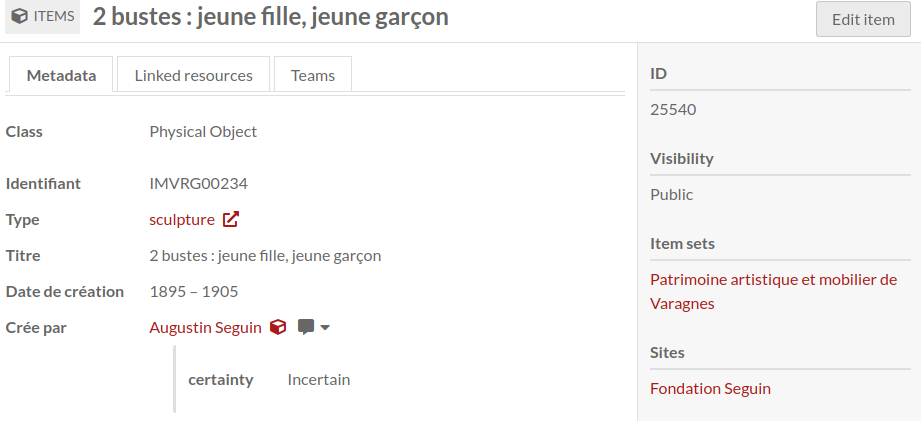 ITEMS 2 bustes : jeune fille, jeune garçon
Edit item
Metadata Linked resources Teams
Class Physical Object
Identifiant IMVRG00234
Type sculpture
Titre 2 bustes : jeune fille, jeune garçon
Date de création 1895 – 1905
Crée par Augustin Seguin
certainty Incertain
ID
25540
Visibility
Public
Item sets
Patrimoine artistique et mobilier de
Varagnes
Sites
Fondation Seguin